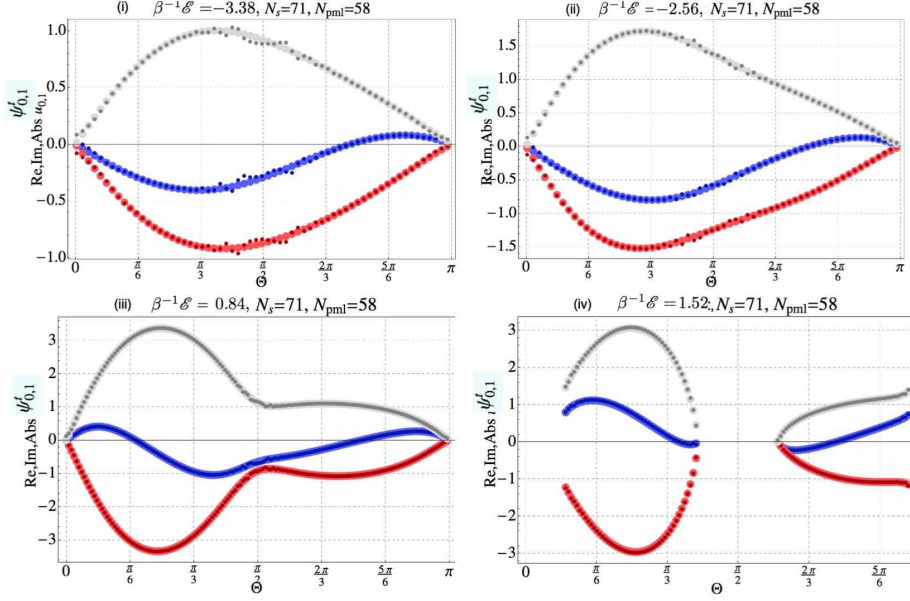 (i) β⁻¹ℰ =−3.38, Nₛ=71, Nₚₘₗ=58
Re,Im,Abs u₀,₁ ψᵗ₀,₁
1.0
0.5
0.0
−0.5
−1.0
0 π/6 π/3 π/2 2π/3 5π/6 π
Θ
(ii) β⁻¹ℰ =−2.56, Nₛ=71, Nₚₘₗ=58
Re,Im,Abs ψᵗ₀,₁
1.5
1.0
0.5
0.0
−0.5
−1.0
−1.5
0 π/6 π/3 π/2 2π/3 5π/6 π
Θ
(iii) β⁻¹ℰ = 0.84, Nₛ=71, Nₚₘₗ=58
Re,Im,Abs ψᵗ₀,₁
3
2
1
0
−1
−2
−3
0 π/6 π/3 π/2 2π/3 5π/6 π
Θ
(iv) β⁻¹ℰ = 1.52, Nₛ=71, Nₚₘₗ=58
Re,Im,Abs ψᵗ₀,₁
3
2
1
0
−1
−2
−3
0 π/6 π/3 π/2 2π/3 5π/6 π
Θ